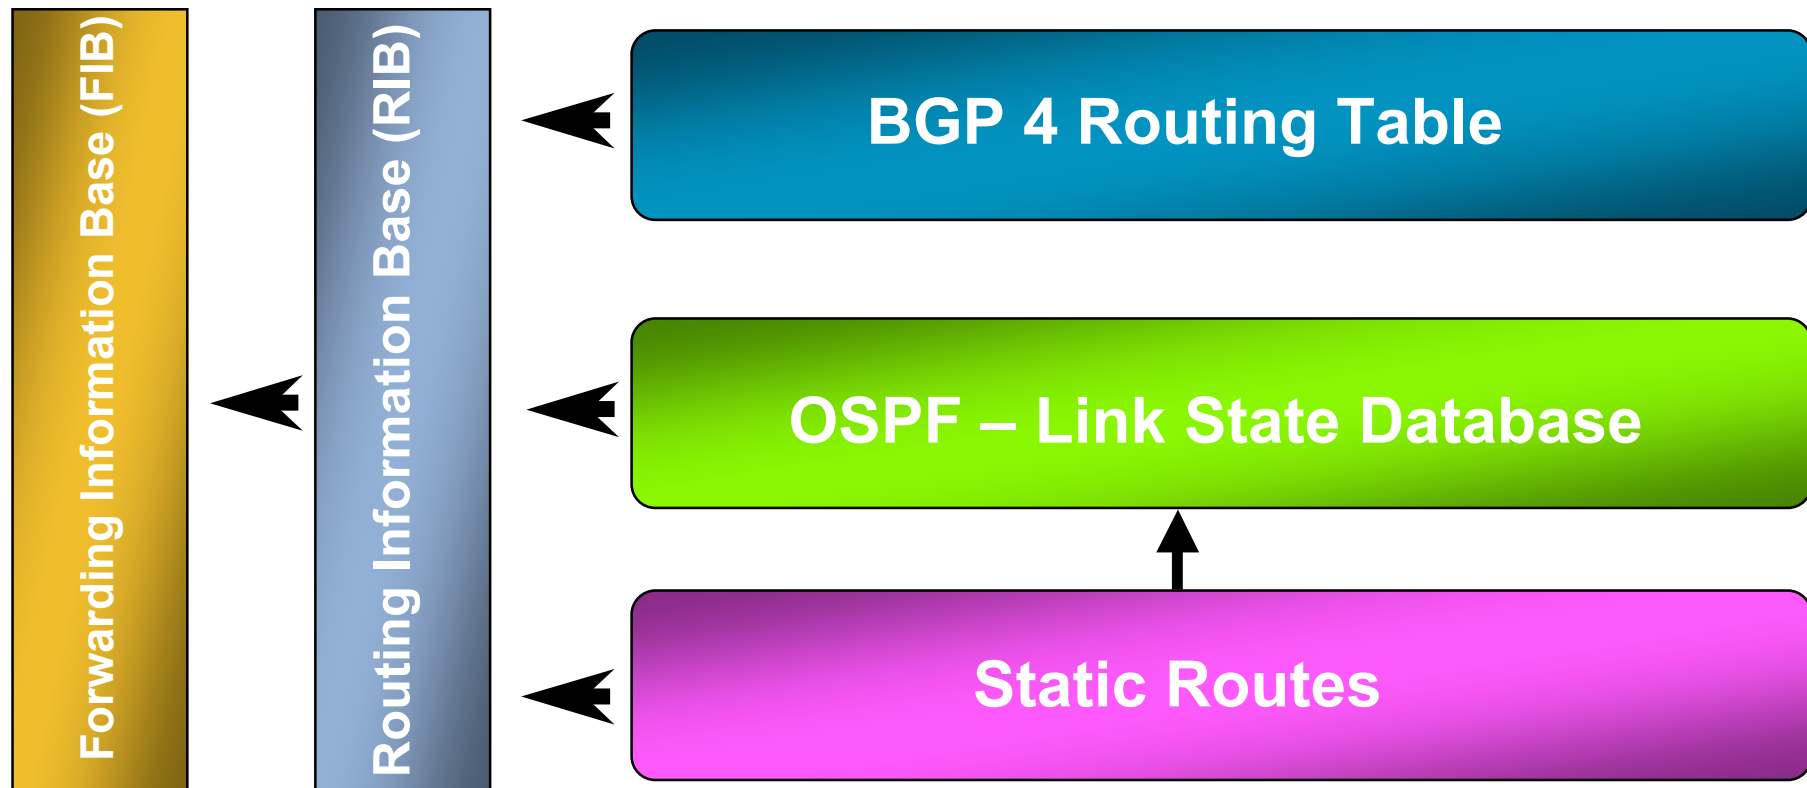 Forwarding Information Base (FIB)
Routing Information Base (RIB)
BGP 4 Routing Table
OSPF – Link State Database
Static Routes